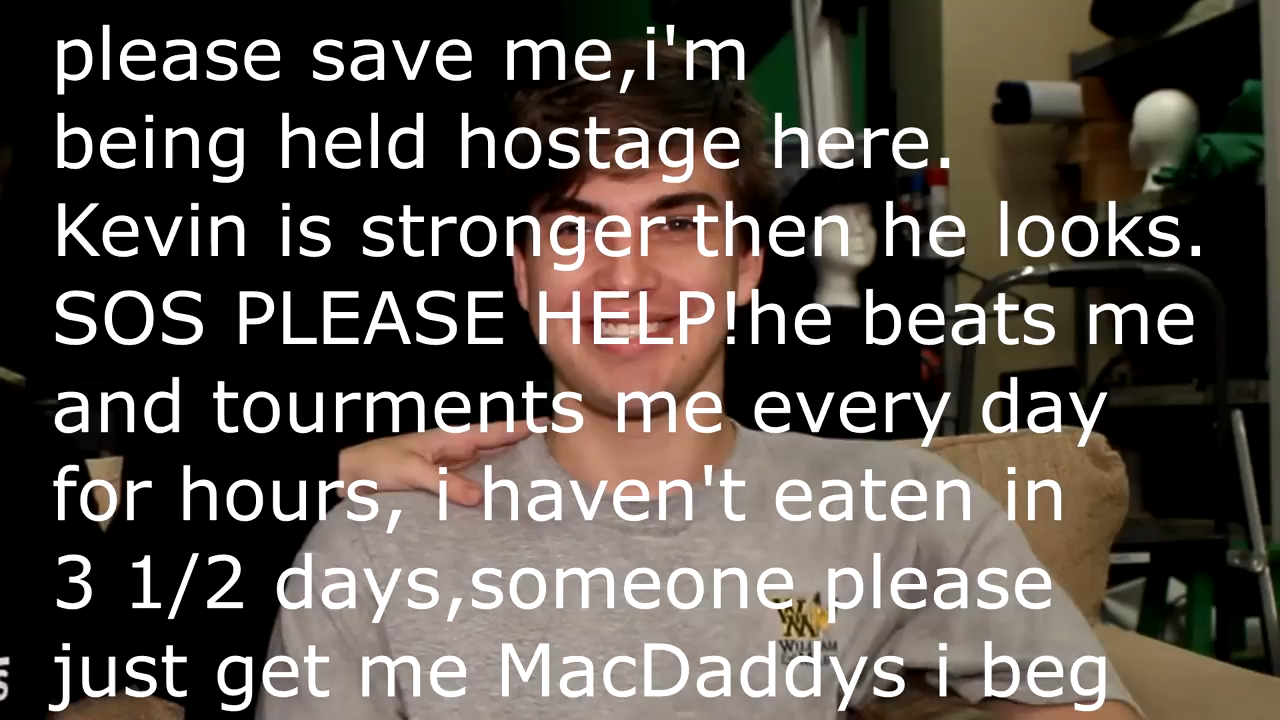 please save me,i'm
being held hostage here.
Kevin is stronger then he looks.
SOS PLEASE HELP!he beats me
and tourments me every day
for hours, i haven't eaten in
3 1/2 days,someone please
just get me MacDaddys i beg
WM